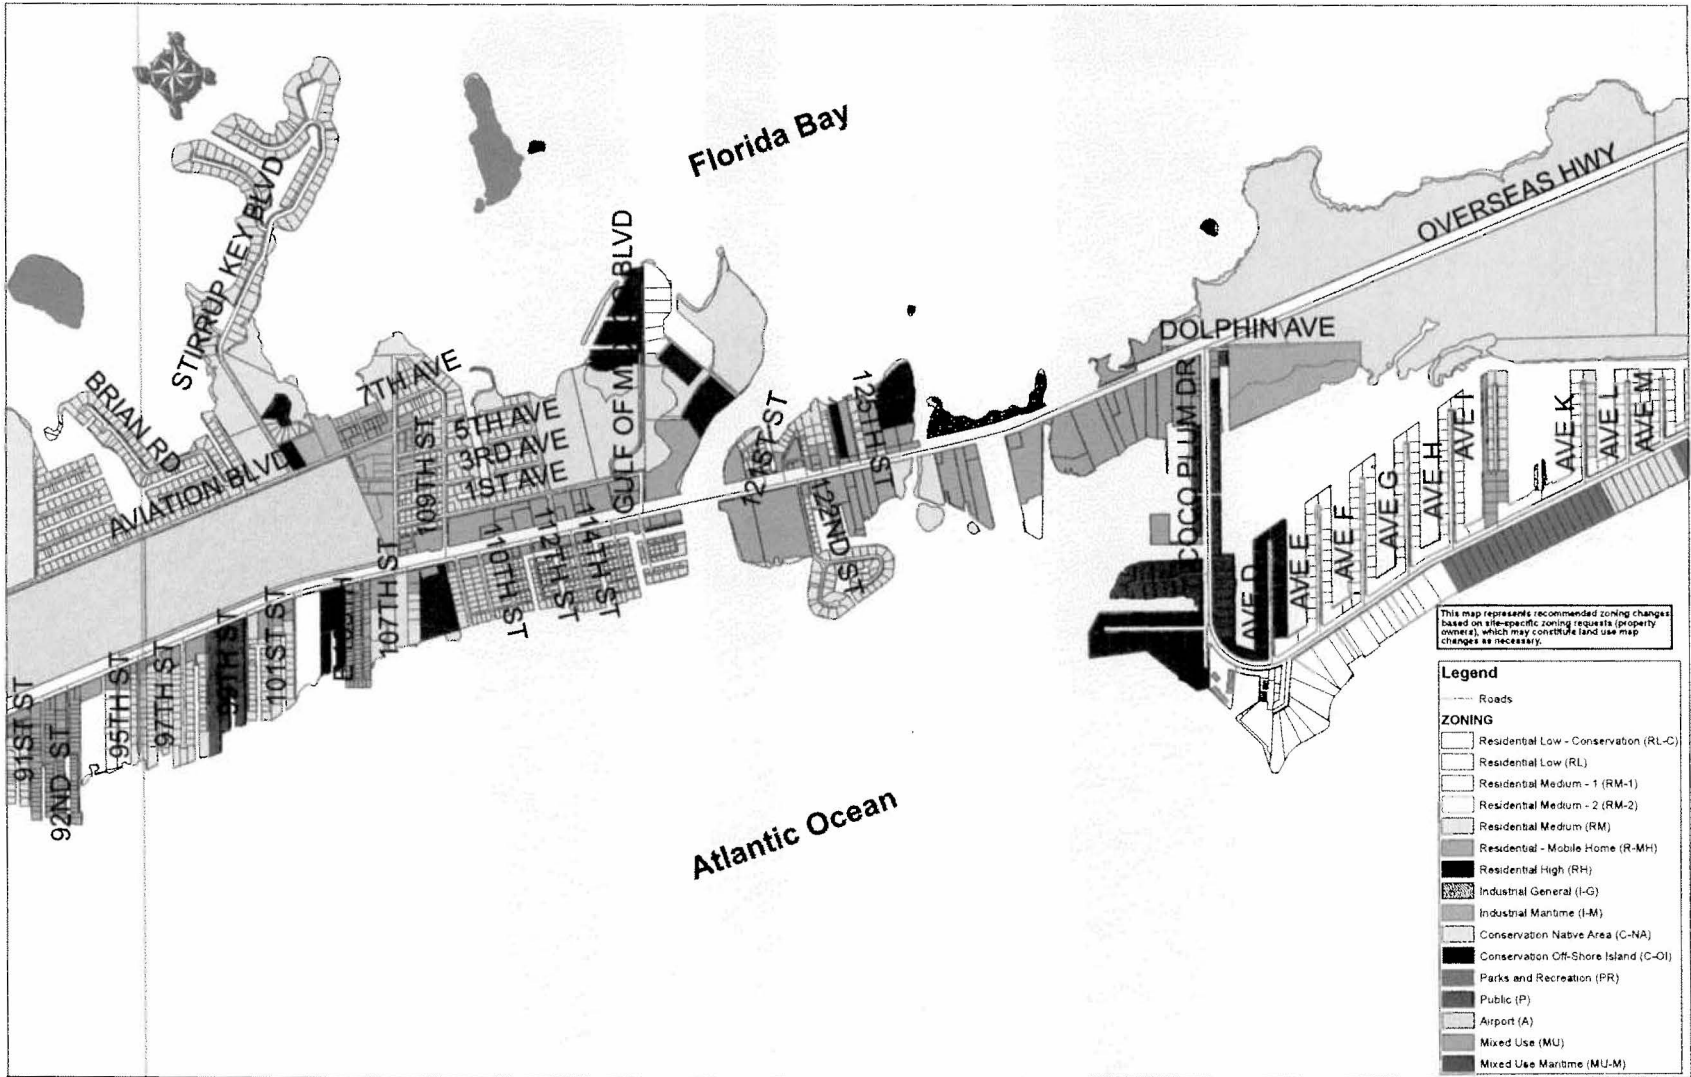 Florida Bay
OVERSEAS HWY
STIRRUP KEY BLVD
GULF OF M
BLVD
DOLPHIN AVE
BRIAN RD
7TH AVE
5TH AVE
3RD AVE
1ST AVE
AVIATION BLVD
109TH ST
121ST ST
125TH ST
122ND ST
COCO PLUM DR
AVE D
AVE E
AVE F
AVE G
AVE H
AVE I
AVE K
AVE L
AVE M
110TH ST
112TH ST
114TH ST
107TH ST
101ST ST
99TH ST
97TH ST
95TH ST
92ND ST
91ST ST
Atlantic Ocean
This map represents recommended zoning changes
based on site-specific zoning requests (property
owners), which may constitute land use map
changes as necessary.
Legend
Roads
ZONING
Residential Low - Conservation (RL-C)
Residential Low (RL)
Residential Medium - 1 (RM-1)
Residential Medium - 2 (RM-2)
Residential Medium (RM)
Residential - Mobile Home (R-MH)
Residential High (RH)
Industrial General (I-G)
Industrial Maritime (I-M)
Conservation Native Area (C-NA)
Conservation Off-Shore Island (C-OI)
Parks and Recreation (PR)
Public (P)
Airport (A)
Mixed Use (MU)
Mixed Use Maritime (MU-M)